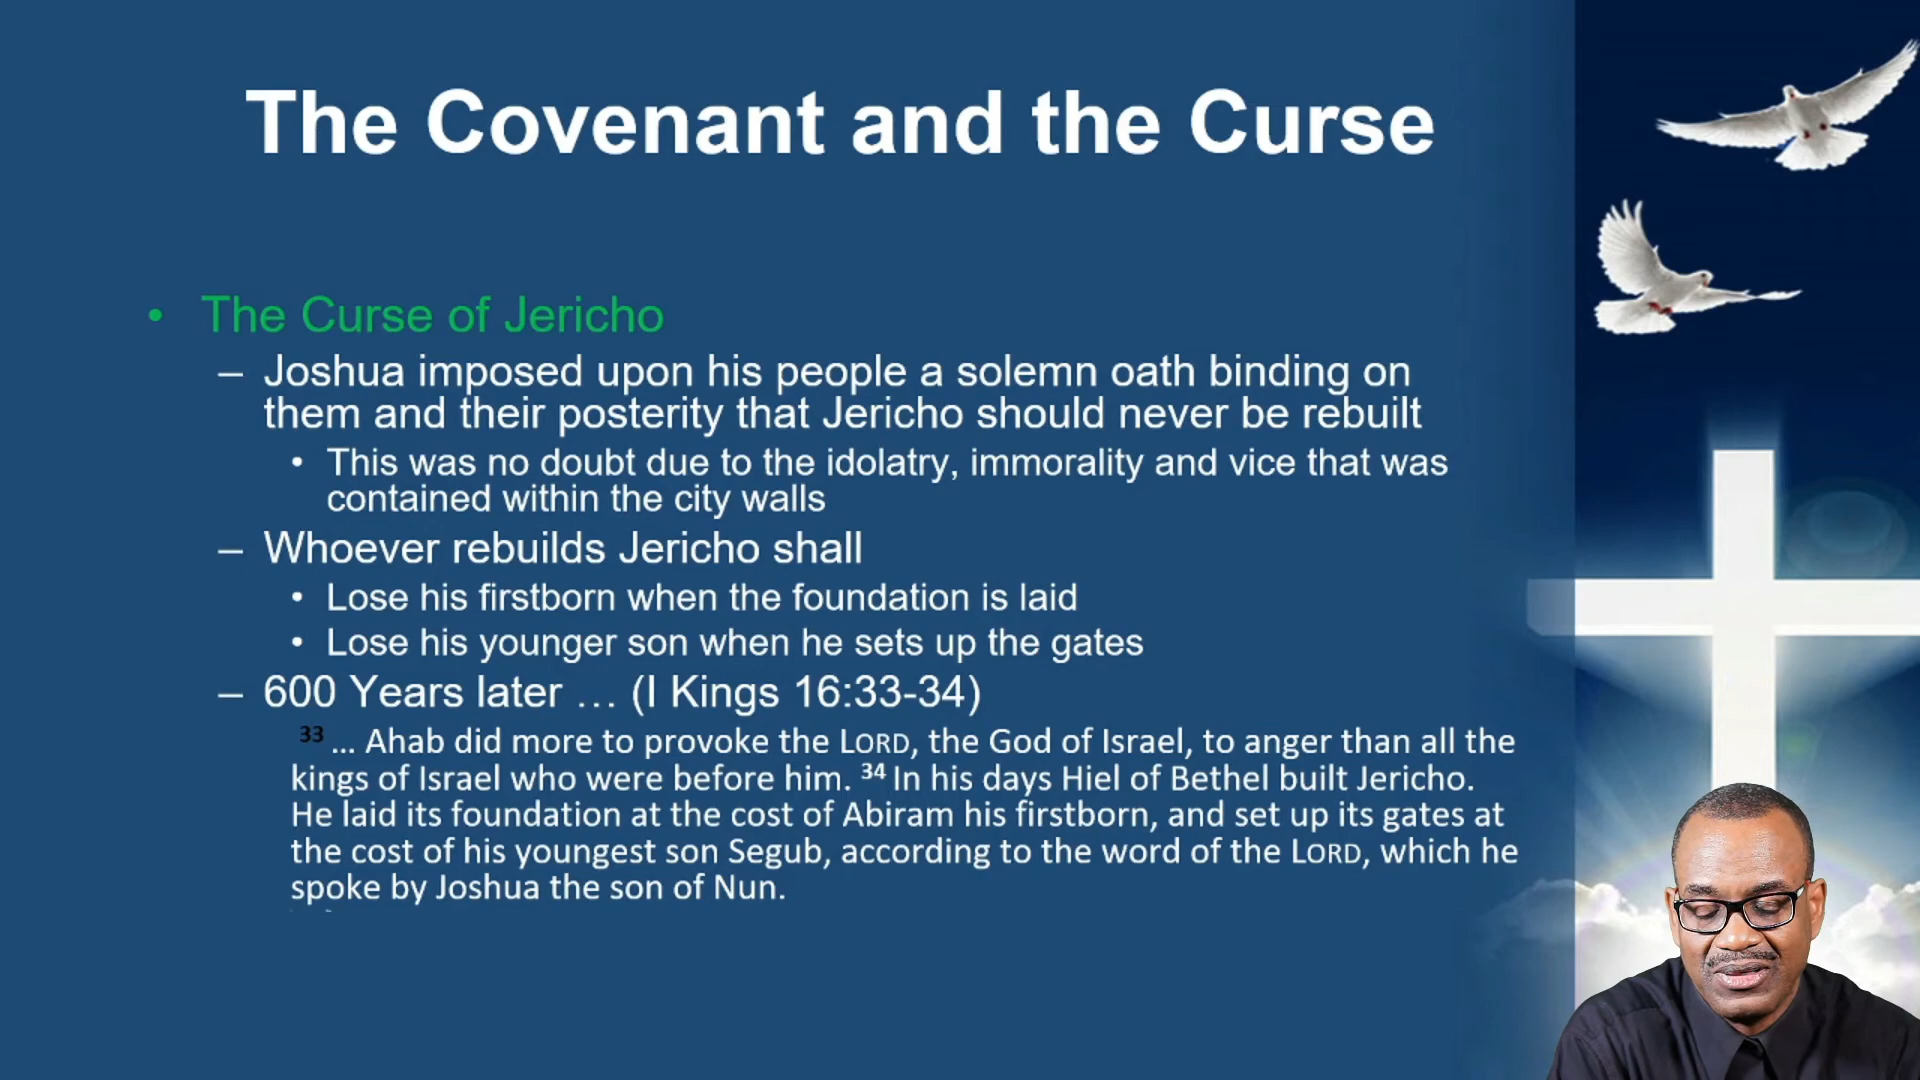 The Covenant and the Curse
• The Curse of Jericho
– Joshua imposed upon his people a solemn oath binding on
them and their posterity that Jericho should never be rebuilt
• This was no doubt due to the idolatry, immorality and vice that was
contained within the city walls
– Whoever rebuilds Jericho shall
• Lose his firstborn when the foundation is laid
• Lose his younger son when he sets up the gates
– 600 Years later … (I Kings 16:33-34)
33 … Ahab did more to provoke the LORD, the God of Israel, to anger than all the
kings of Israel who were before him. 34 In his days Hiel of Bethel built Jericho.
He laid its foundation at the cost of Abiram his firstborn, and set up its gates at
the cost of his youngest son Segub, according to the word of the LORD, which he
spoke by Joshua the son of Nun.